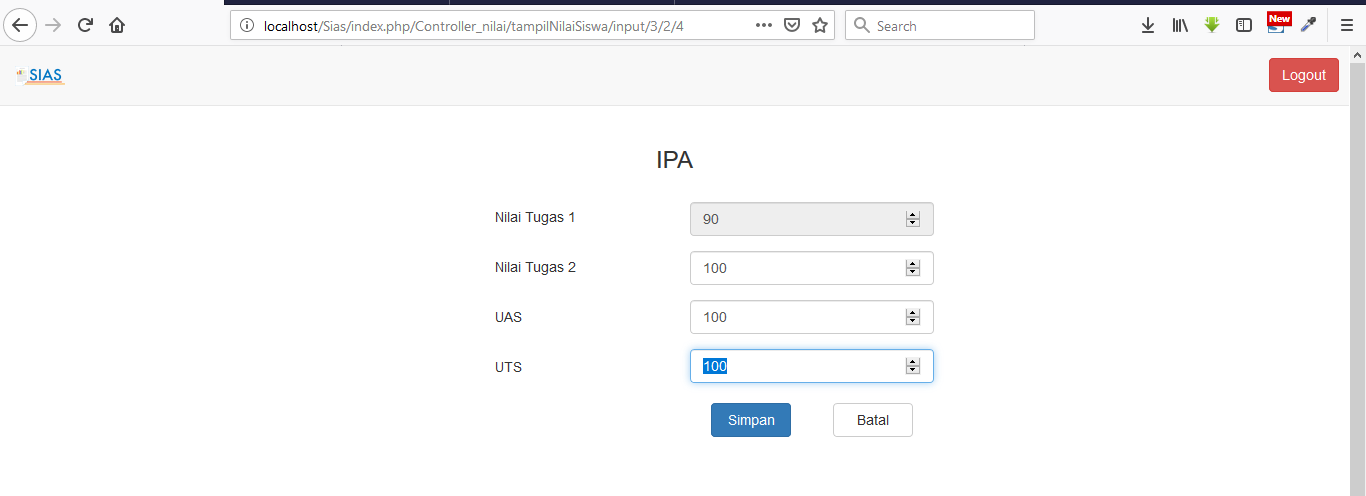 localhost/Sias/index.php/Controller_nilai/tampilNilaiSiswa/input/3/2/4
Search
New
SIAS
Logout
IPA
Nilai Tugas 1
90
Nilai Tugas 2
100
UAS
100
UTS
100
Simpan
Batal